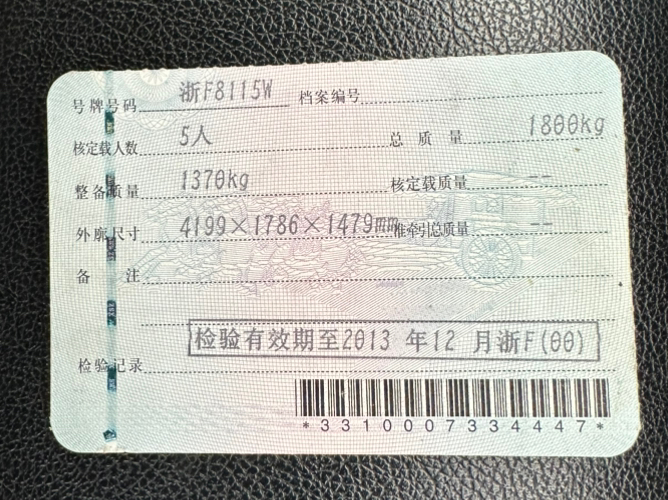 号牌号码 浙F8115W 档案编号
核定载人数 5人 总质量 1800kg
整备质量 1370kg 核定载质量 --
外廓尺寸 4199×1786×1479mm 准牵引总质量 --
备注
检验有效期至2013 年12 月浙F(00)
检验记录
*3310007334447*